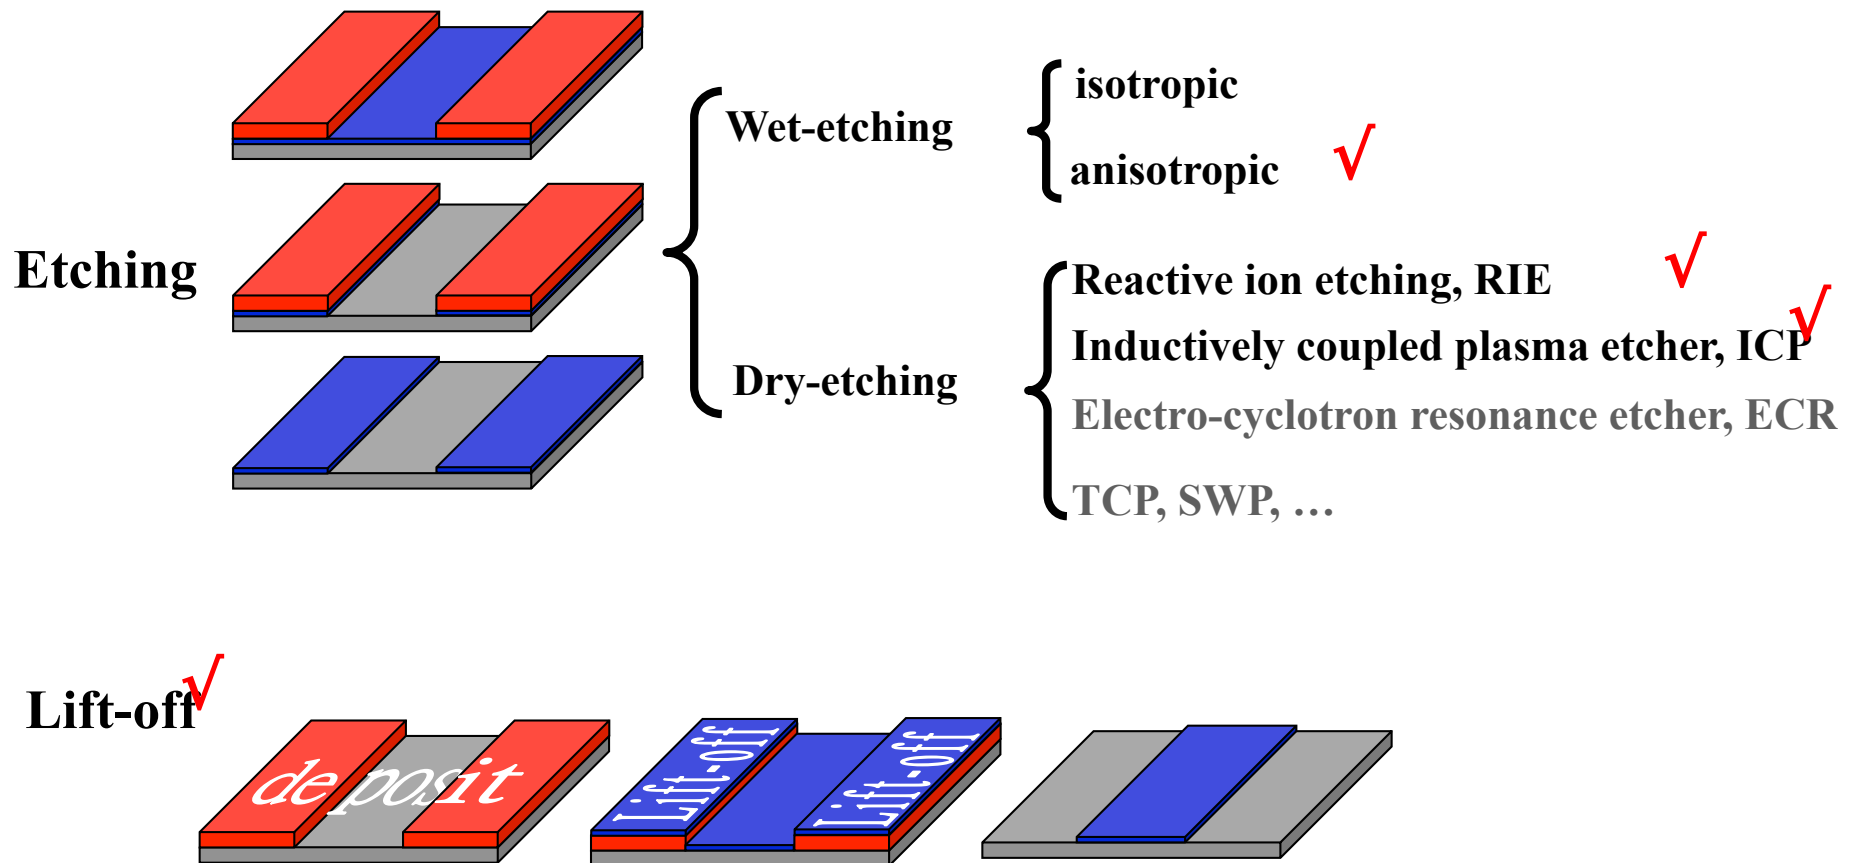 isotropic
Wet-etching
anisotropic √
Etching
Reactive ion etching, RIE √
Inductively coupled plasma etcher, ICP √
Dry-etching
Electro-cyclotron resonance etcher, ECR
TCP, SWP, …
Lift-off √
deposit
Lift-off
Lift-off